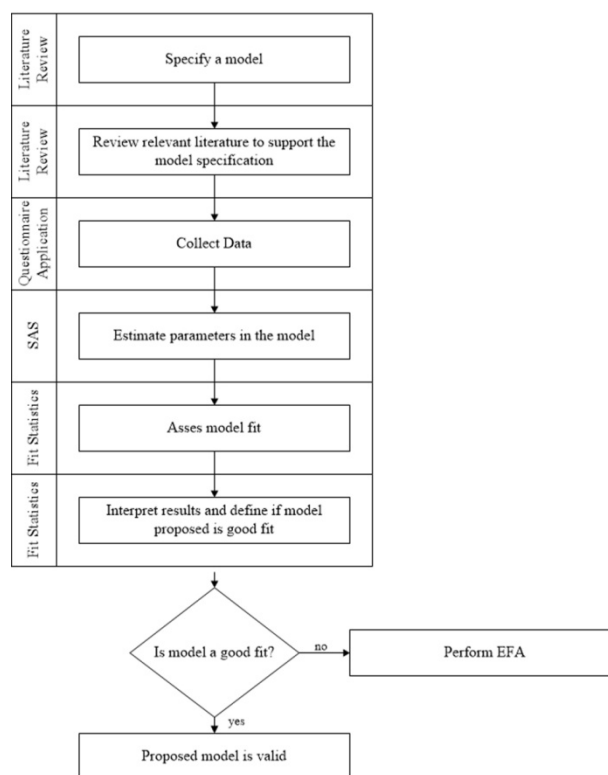 Literature
Review
Specify a model
Literature
Review
Review relevant literature to support the
model specification
Questionnaire
Application
Collect Data
SAS
Estimate parameters in the model
Fit Statistics
Asses model fit
Fit Statistics
Interpret results and define if model
proposed is good fit
Is model a good fit?
no
Perform EFA
yes
Proposed model is valid